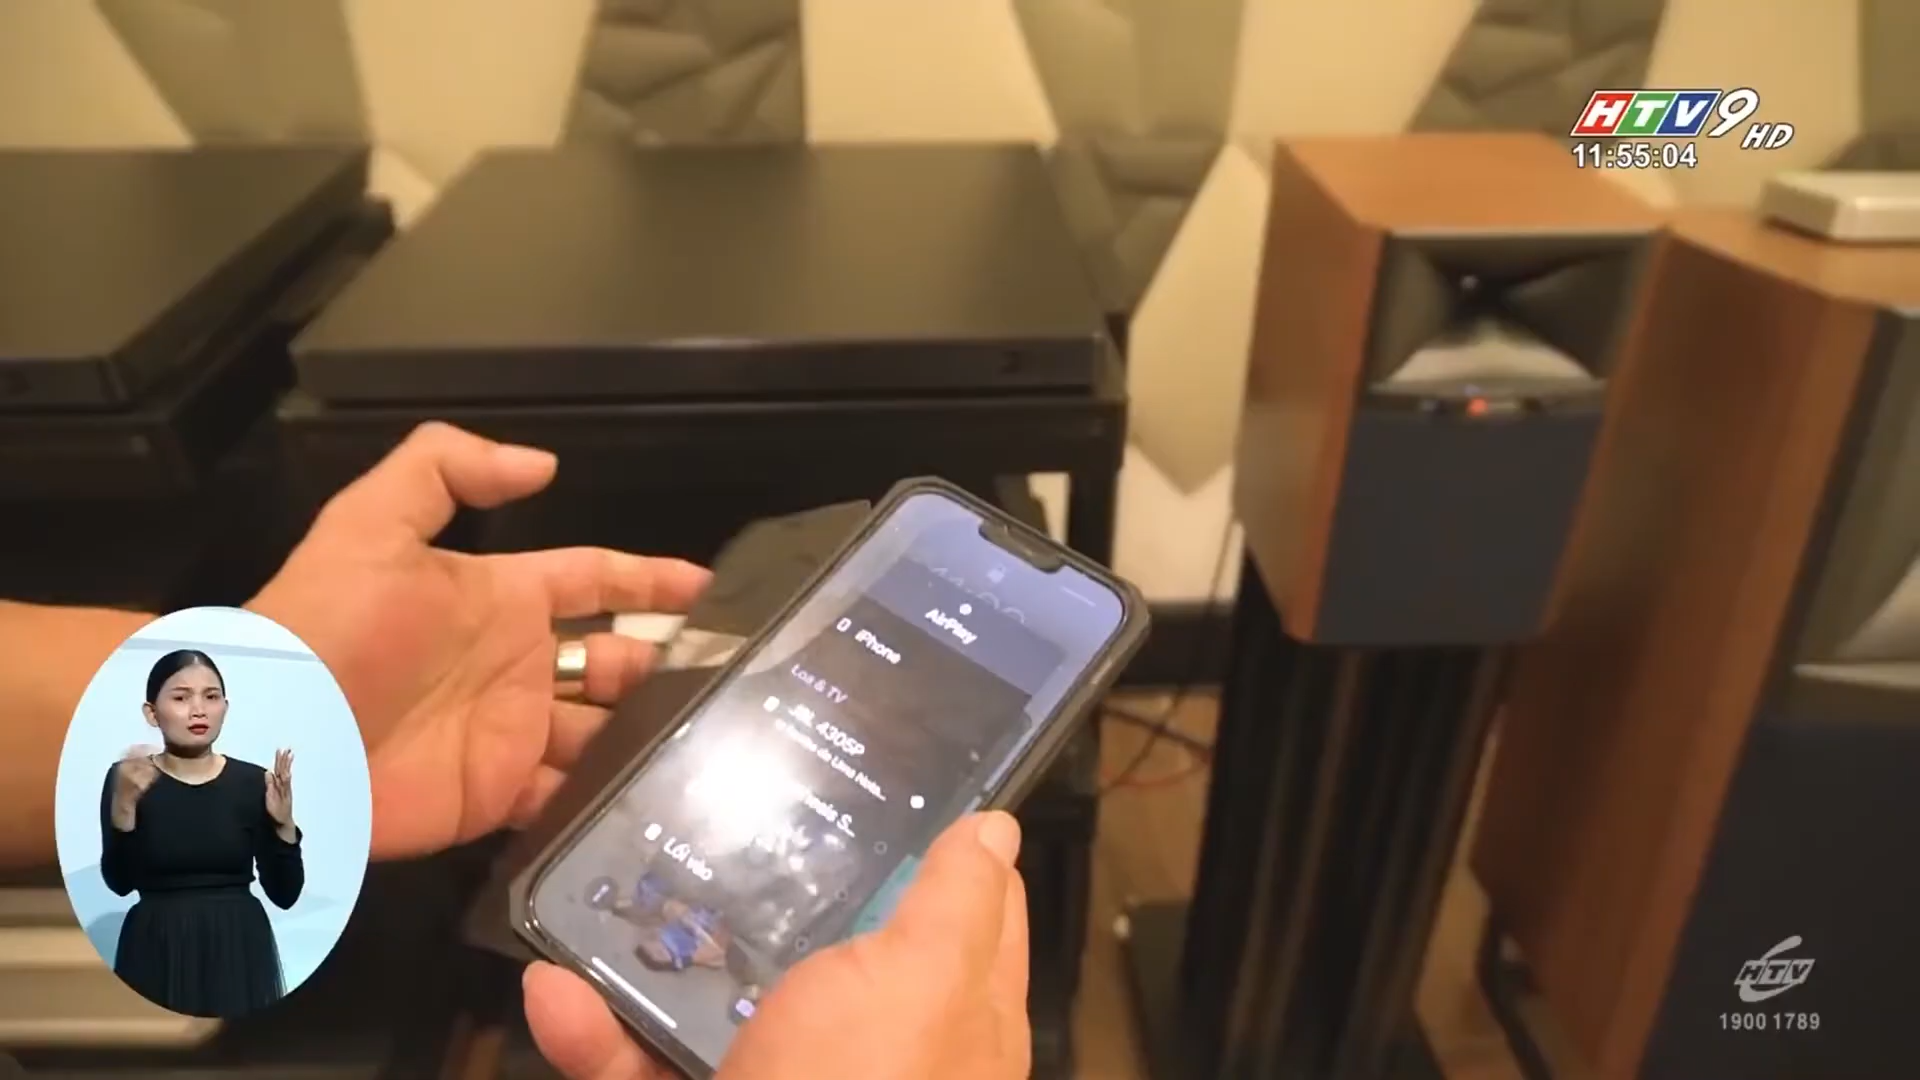 HTV9 HD
11:55:04
AirPlay
iPhone
Loa & TV
JBL 4305P
Lối vào
HTV
1900 1789